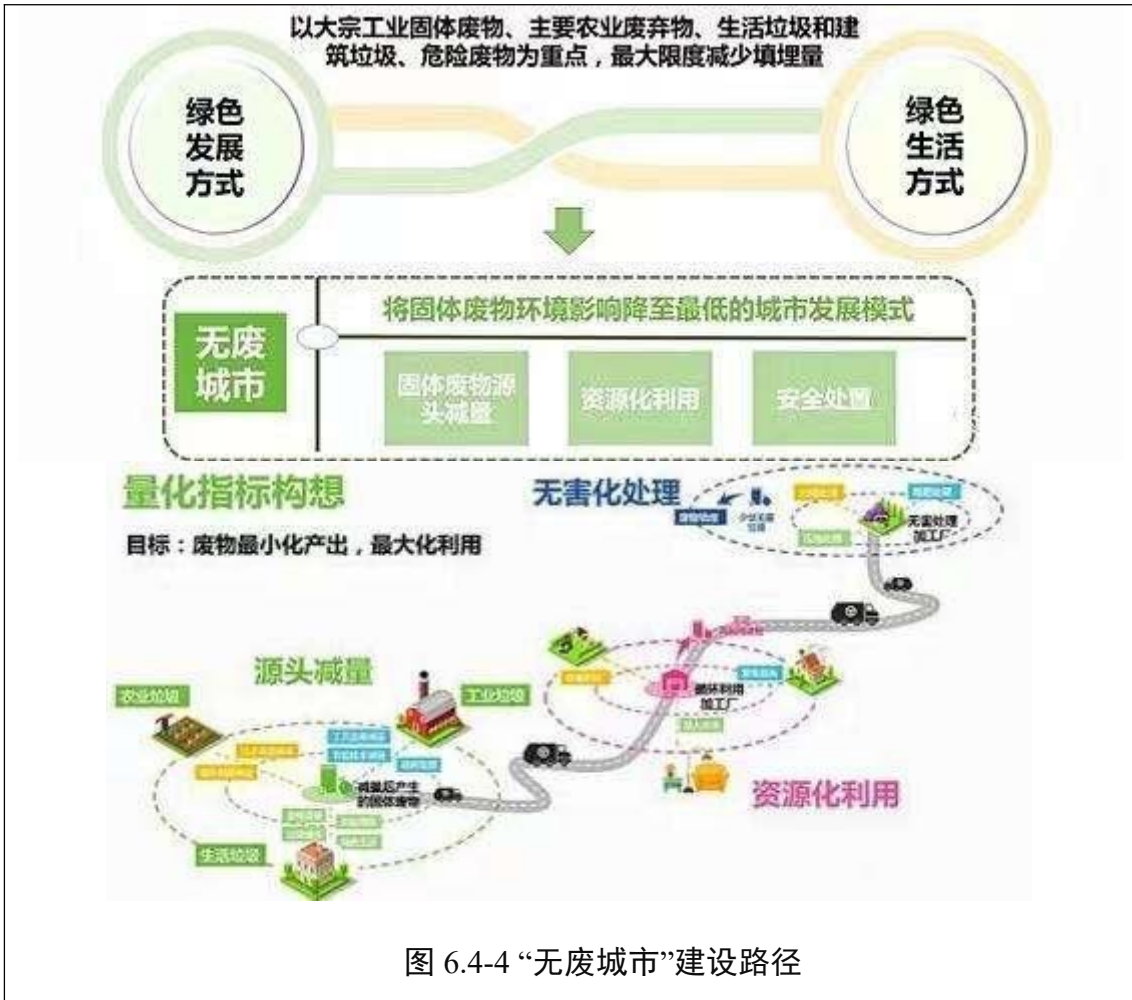 以大宗工业固体废物、主要农业废弃物、生活垃圾和建
筑垃圾、危险废物为重点，最大限度减少填埋量
绿色
发展
方式
绿色
生活
方式
将固体废物环境影响降至最低的城市发展模式
无废
城市
固体废物源
头减量
资源化利用
安全处置
量化指标构想
目标：废物最小化产出，最大化利用
无害化处理
无害处理
加工厂
源头减量
农业垃圾
工业垃圾
循环利用
加工厂
减量后产生
的固体废物
资源化利用
生活垃圾
图 6.4-4 “无废城市”建设路径